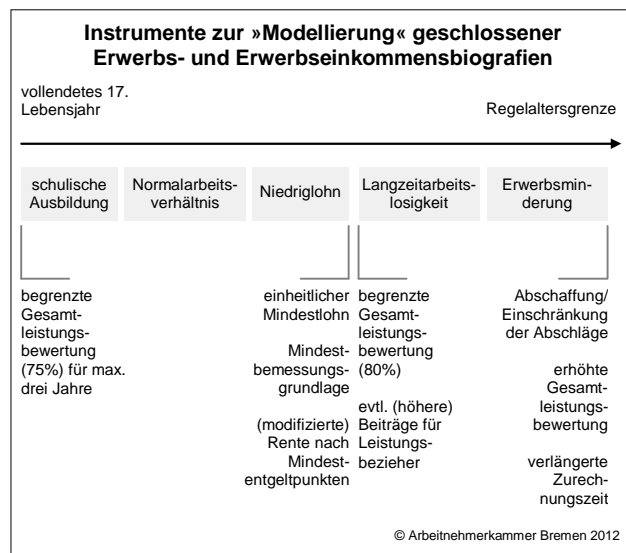 Instrumente zur »Modellierung« geschlossener
Erwerbs- und Erwerbseinkommensbiografien
vollendetes 17.
Lebensjahr
Regelaltersgrenze
schulische
Ausbildung
Normalarbeits-
verhältnis
Niedriglohn
Langzeitarbeits-
losigkeit
Erwerbsmin-
derung
begrenzte
Gesamt-
leistungs-
bewertung
(75%) für max.
drei Jahre
einheitlicher
Mindestlohn
Mindest-
bemessungs-
grundlage
(modifizierte)
Rente nach
Mindest-
entgeltpunkten
begrenzte
Gesamt-
leistungs-
bewertung
(80%)
evtl. (höhere)
Beiträge für
Leistungs-
bezieher
Abschaffung/
Einschränkung
der Abschläge
erhöhte
Gesamt-
leistungs-
bewertung
verlängerte
Zurech-
nungszeit
© Arbeitnehmerkammer Bremen 2012